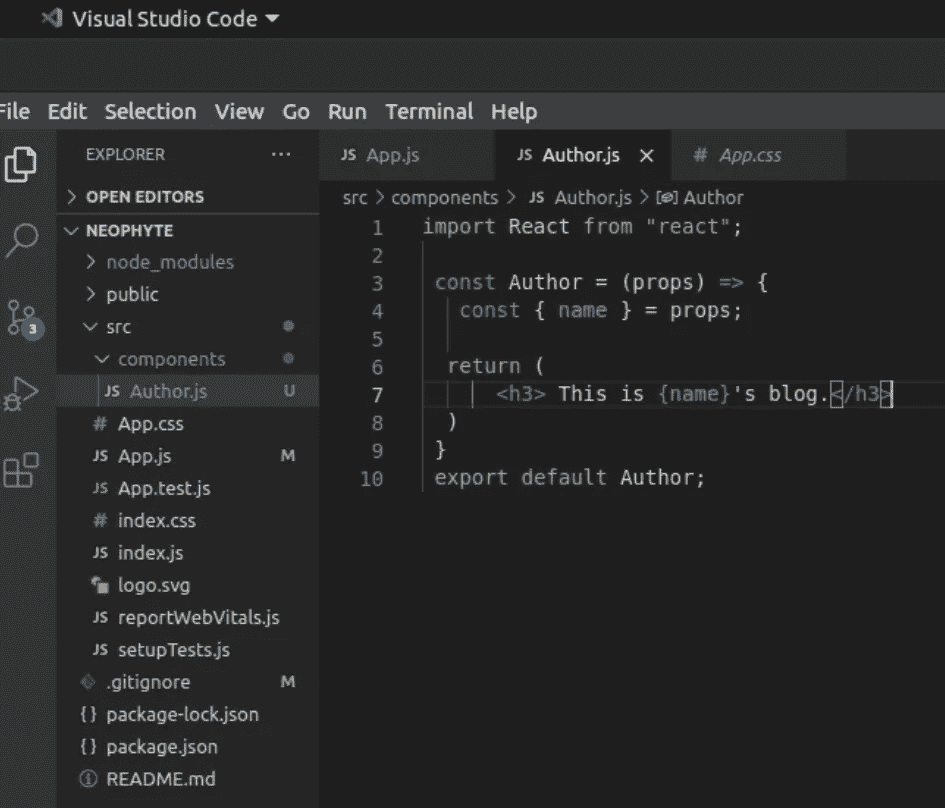 Visual Studio Code
File Edit Selection View Go Run Terminal Help
EXPLORER ...
OPEN EDITORS
NEOPHYTE
node_modules
public
src
components
JS Author.js U
# App.css
JS App.js M
JS App.test.js
# index.css
JS index.js
logo.svg
JS reportWebVitals.js
JS setupTests.js
.gitignore M
{} package-lock.json
{} package.json
README.md
3
JS App.js JS Author.js × # App.css
src > components > JS Author.js > Author
1 import React from "react";
2
3 const Author = (props) => {
4 const { name } = props;
5
6 return (
7 <h3> This is {name}'s blog.</h3>
8 )
9 }
10 export default Author;